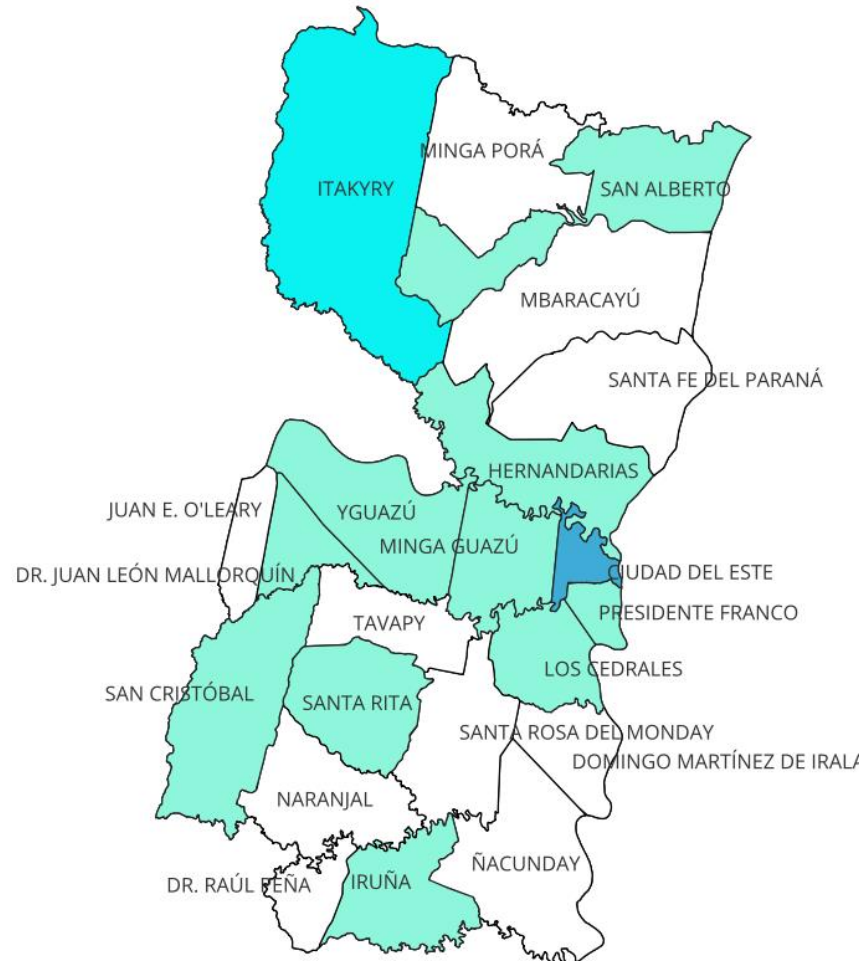 MINGA PORÁ
ITAKYRY
SAN ALBERTO
MBARACAYÚ
SANTA FE DEL PARANÁ
HERNANDARIAS
JUAN E. O'LEARY
YGUAZÚ
MINGA GUAZÚ
DR. JUAN LEÓN MALLORQUÍN
CIUDAD DEL ESTE
PRESIDENTE FRANCO
TAVAPY
LOS CEDRALES
SAN CRISTÓBAL
SANTA RITA
SANTA ROSA DEL MONDAY
DOMINGO MARTÍNEZ DE IRALA
NARANJAL
ÑACUNDAY
DR. RAÚL PEÑA
IRUÑA